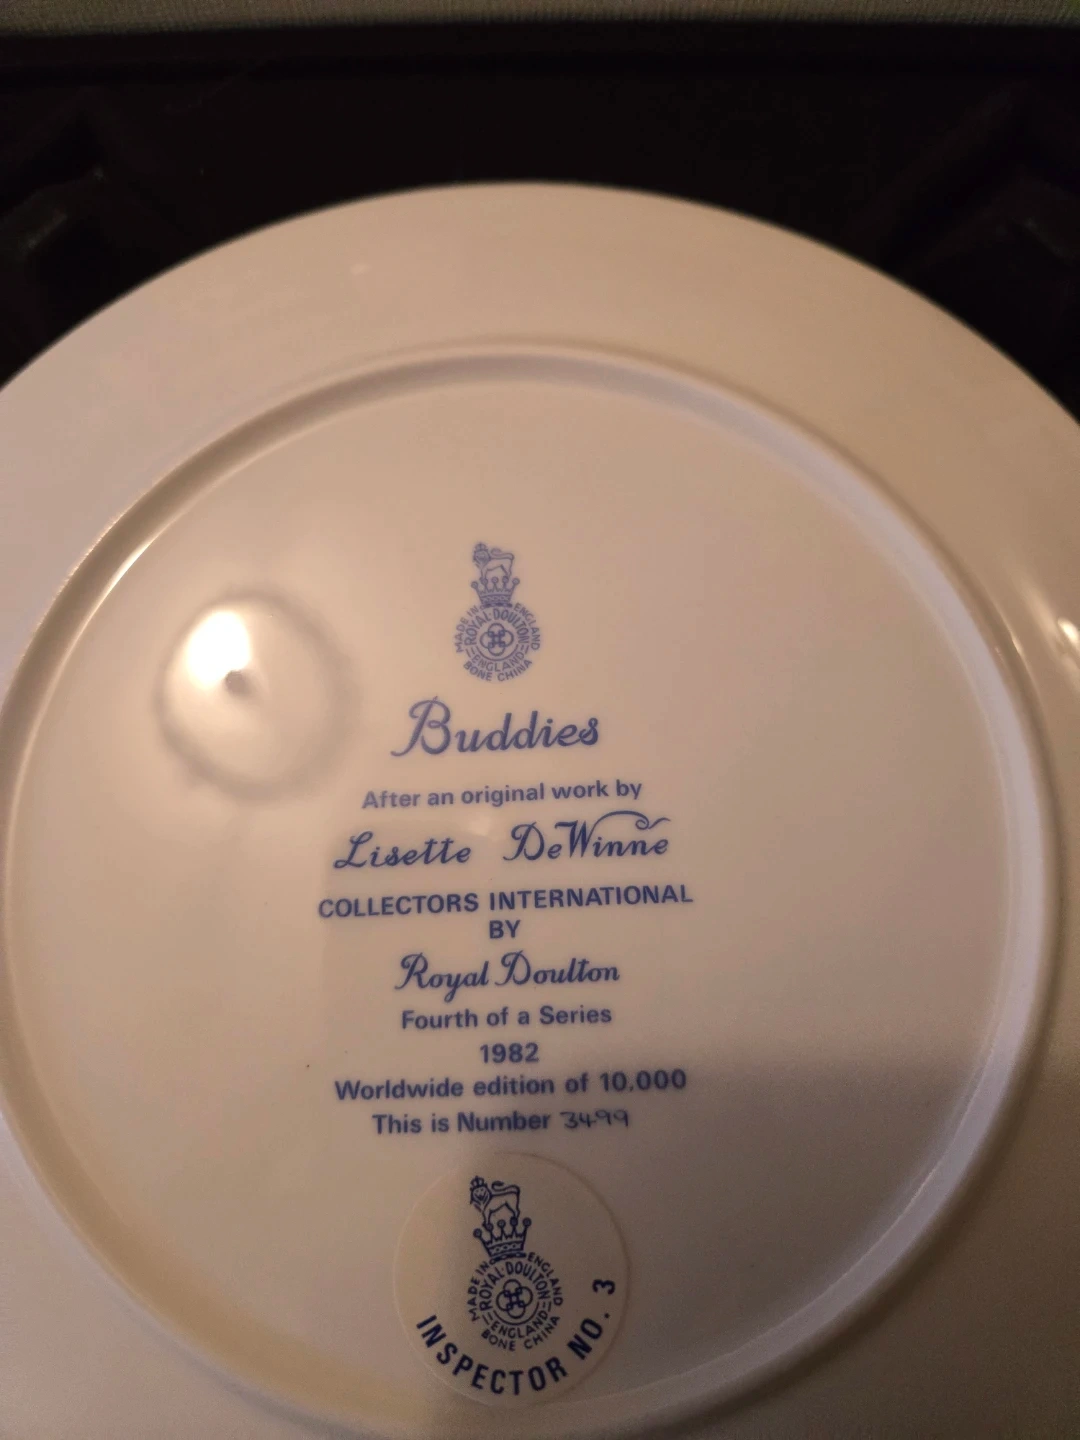 MADE IN ENGLAND
ROYAL DOULTON
ENGLAND
BONE CHINA
Buddies
After an original work by
Lisette DeWinne
COLLECTORS INTERNATIONAL
BY
Royal Doulton
Fourth of a Series
1982
Worldwide edition of 10,000
This is Number 3499
MADE IN ENGLAND
ROYAL DOULTON
ENGLAND
BONE CHINA
INSPECTOR NO. 3